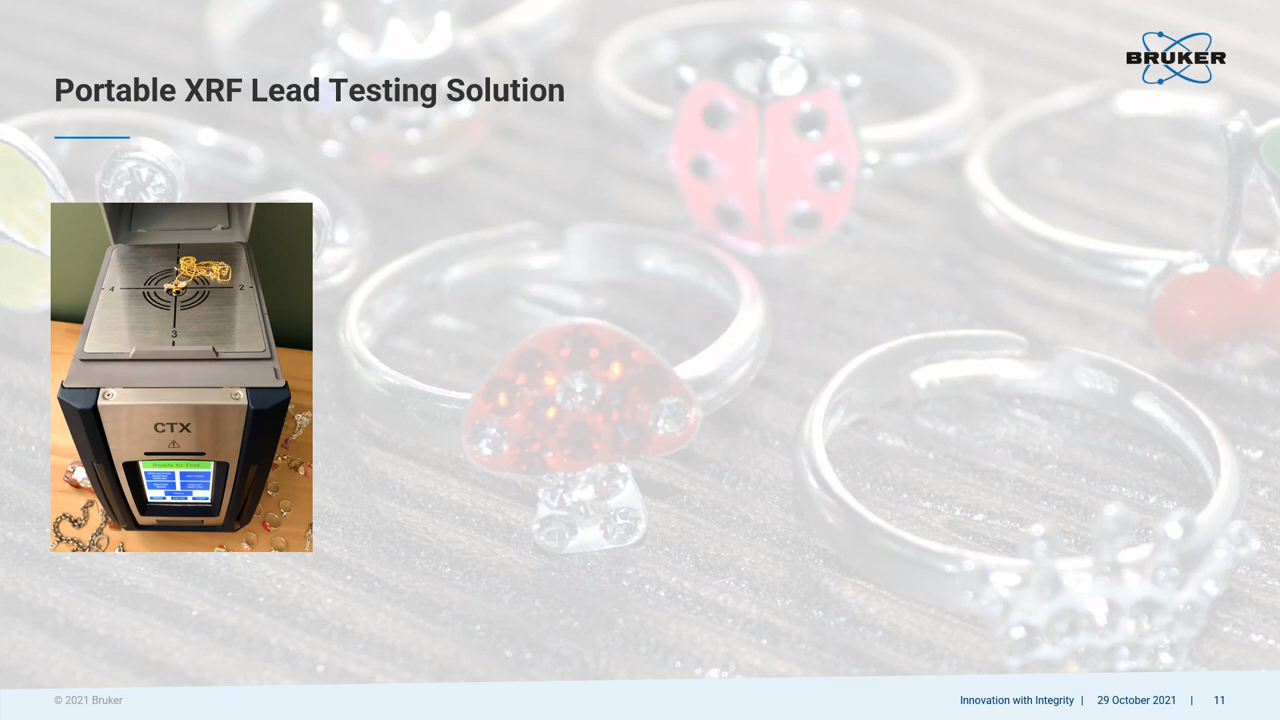 BRUKER
Portable XRF Lead Testing Solution
4
2
3
CTX
Ready to Test
© 2021 Bruker
Innovation with Integrity | 29 October 2021 | 11